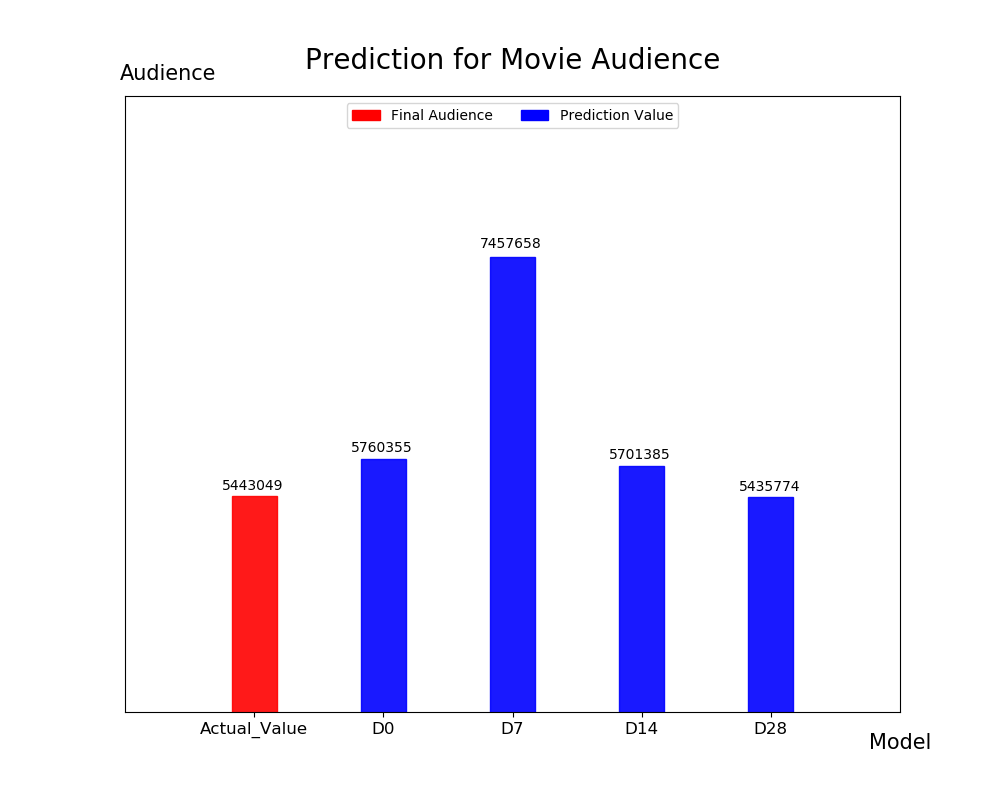 Prediction for Movie Audience
Audience
Final Audience Prediction Value
7457658
5760355
5701385
5443049
5435774
Actual_Value D0 D7 D14 D28
Model